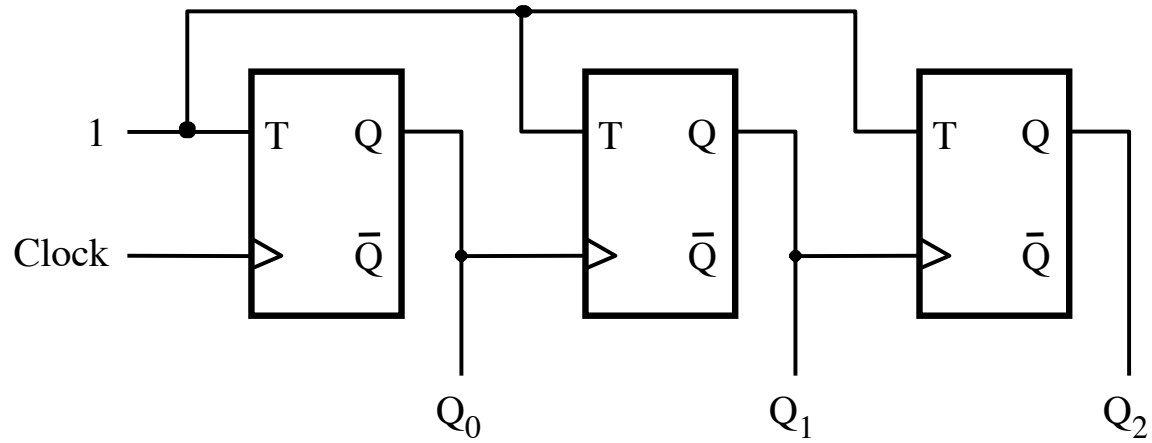 1 T Q T Q T Q
Clock Q̅ Q̅ Q̅
Q₀ Q₁ Q₂